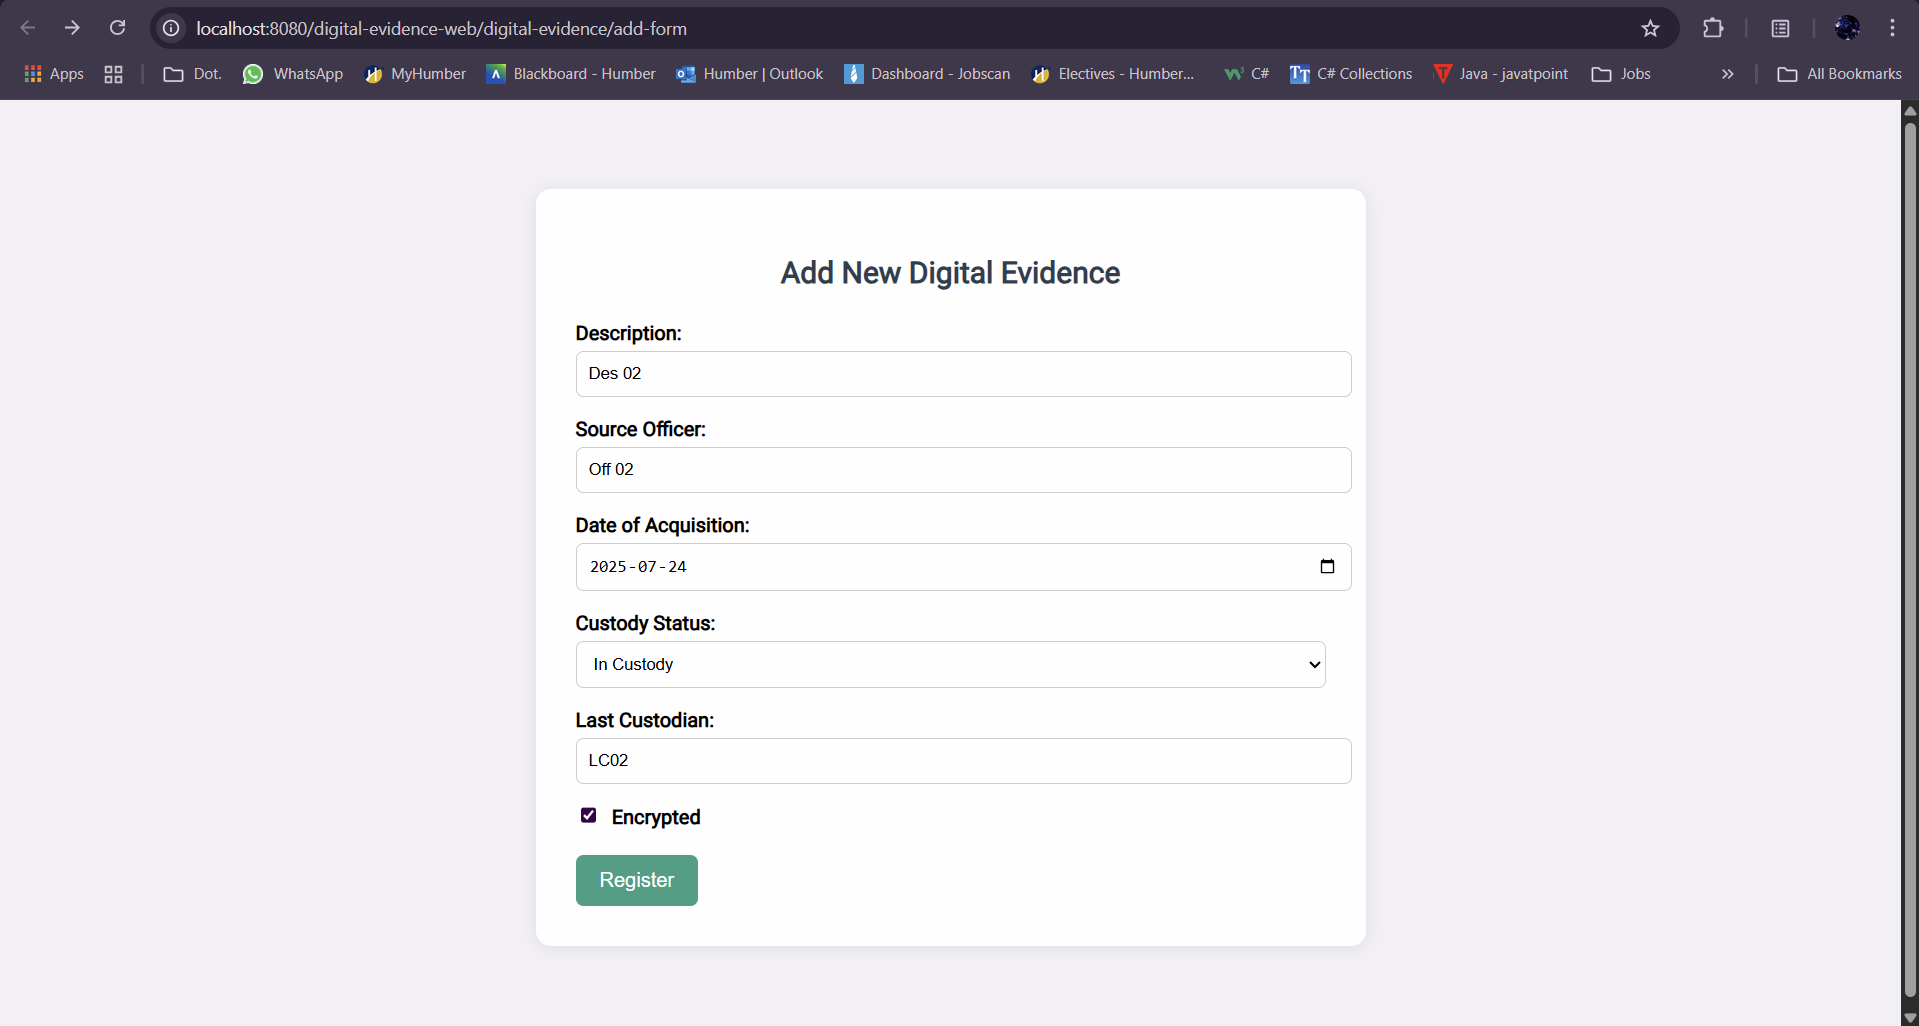 localhost:8080/digital-evidence-web/digital-evidence/add-form
Apps Dot. WhatsApp MyHumber Blackboard - Humber Humber | Outlook Dashboard - Jobscan Electives - Humber... C# C# Collections Java - javatpoint Jobs » All Bookmarks
Add New Digital Evidence
Description:
Des 02
Source Officer:
Off 02
Date of Acquisition:
2025-07-24
Custody Status:
In Custody
Last Custodian:
LC02
Encrypted
Register